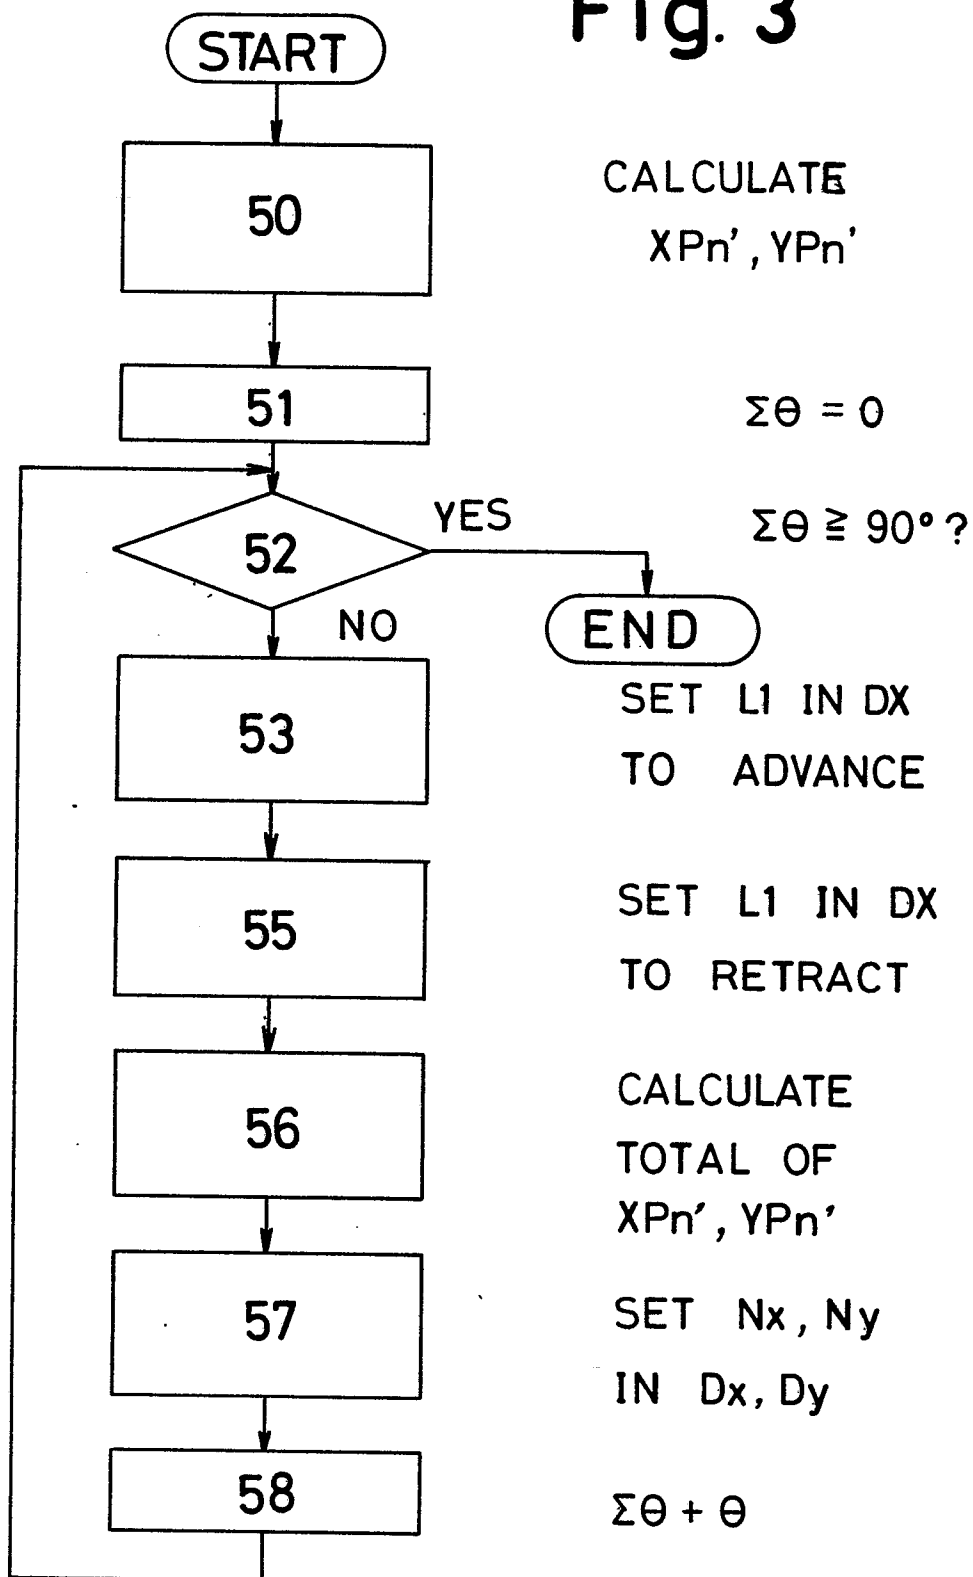 Fig. 3
START
50
CALCULATE
XPn', YPn'
51
Σθ = 0
52
YES
Σθ ≧ 90° ?
NO
END
53
SET L1 IN DX
TO ADVANCE
55
SET L1 IN DX
TO RETRACT
56
CALCULATE
TOTAL OF
XPn', YPn'
57
SET Nx, Ny
IN Dx, Dy
58
Σθ + θ